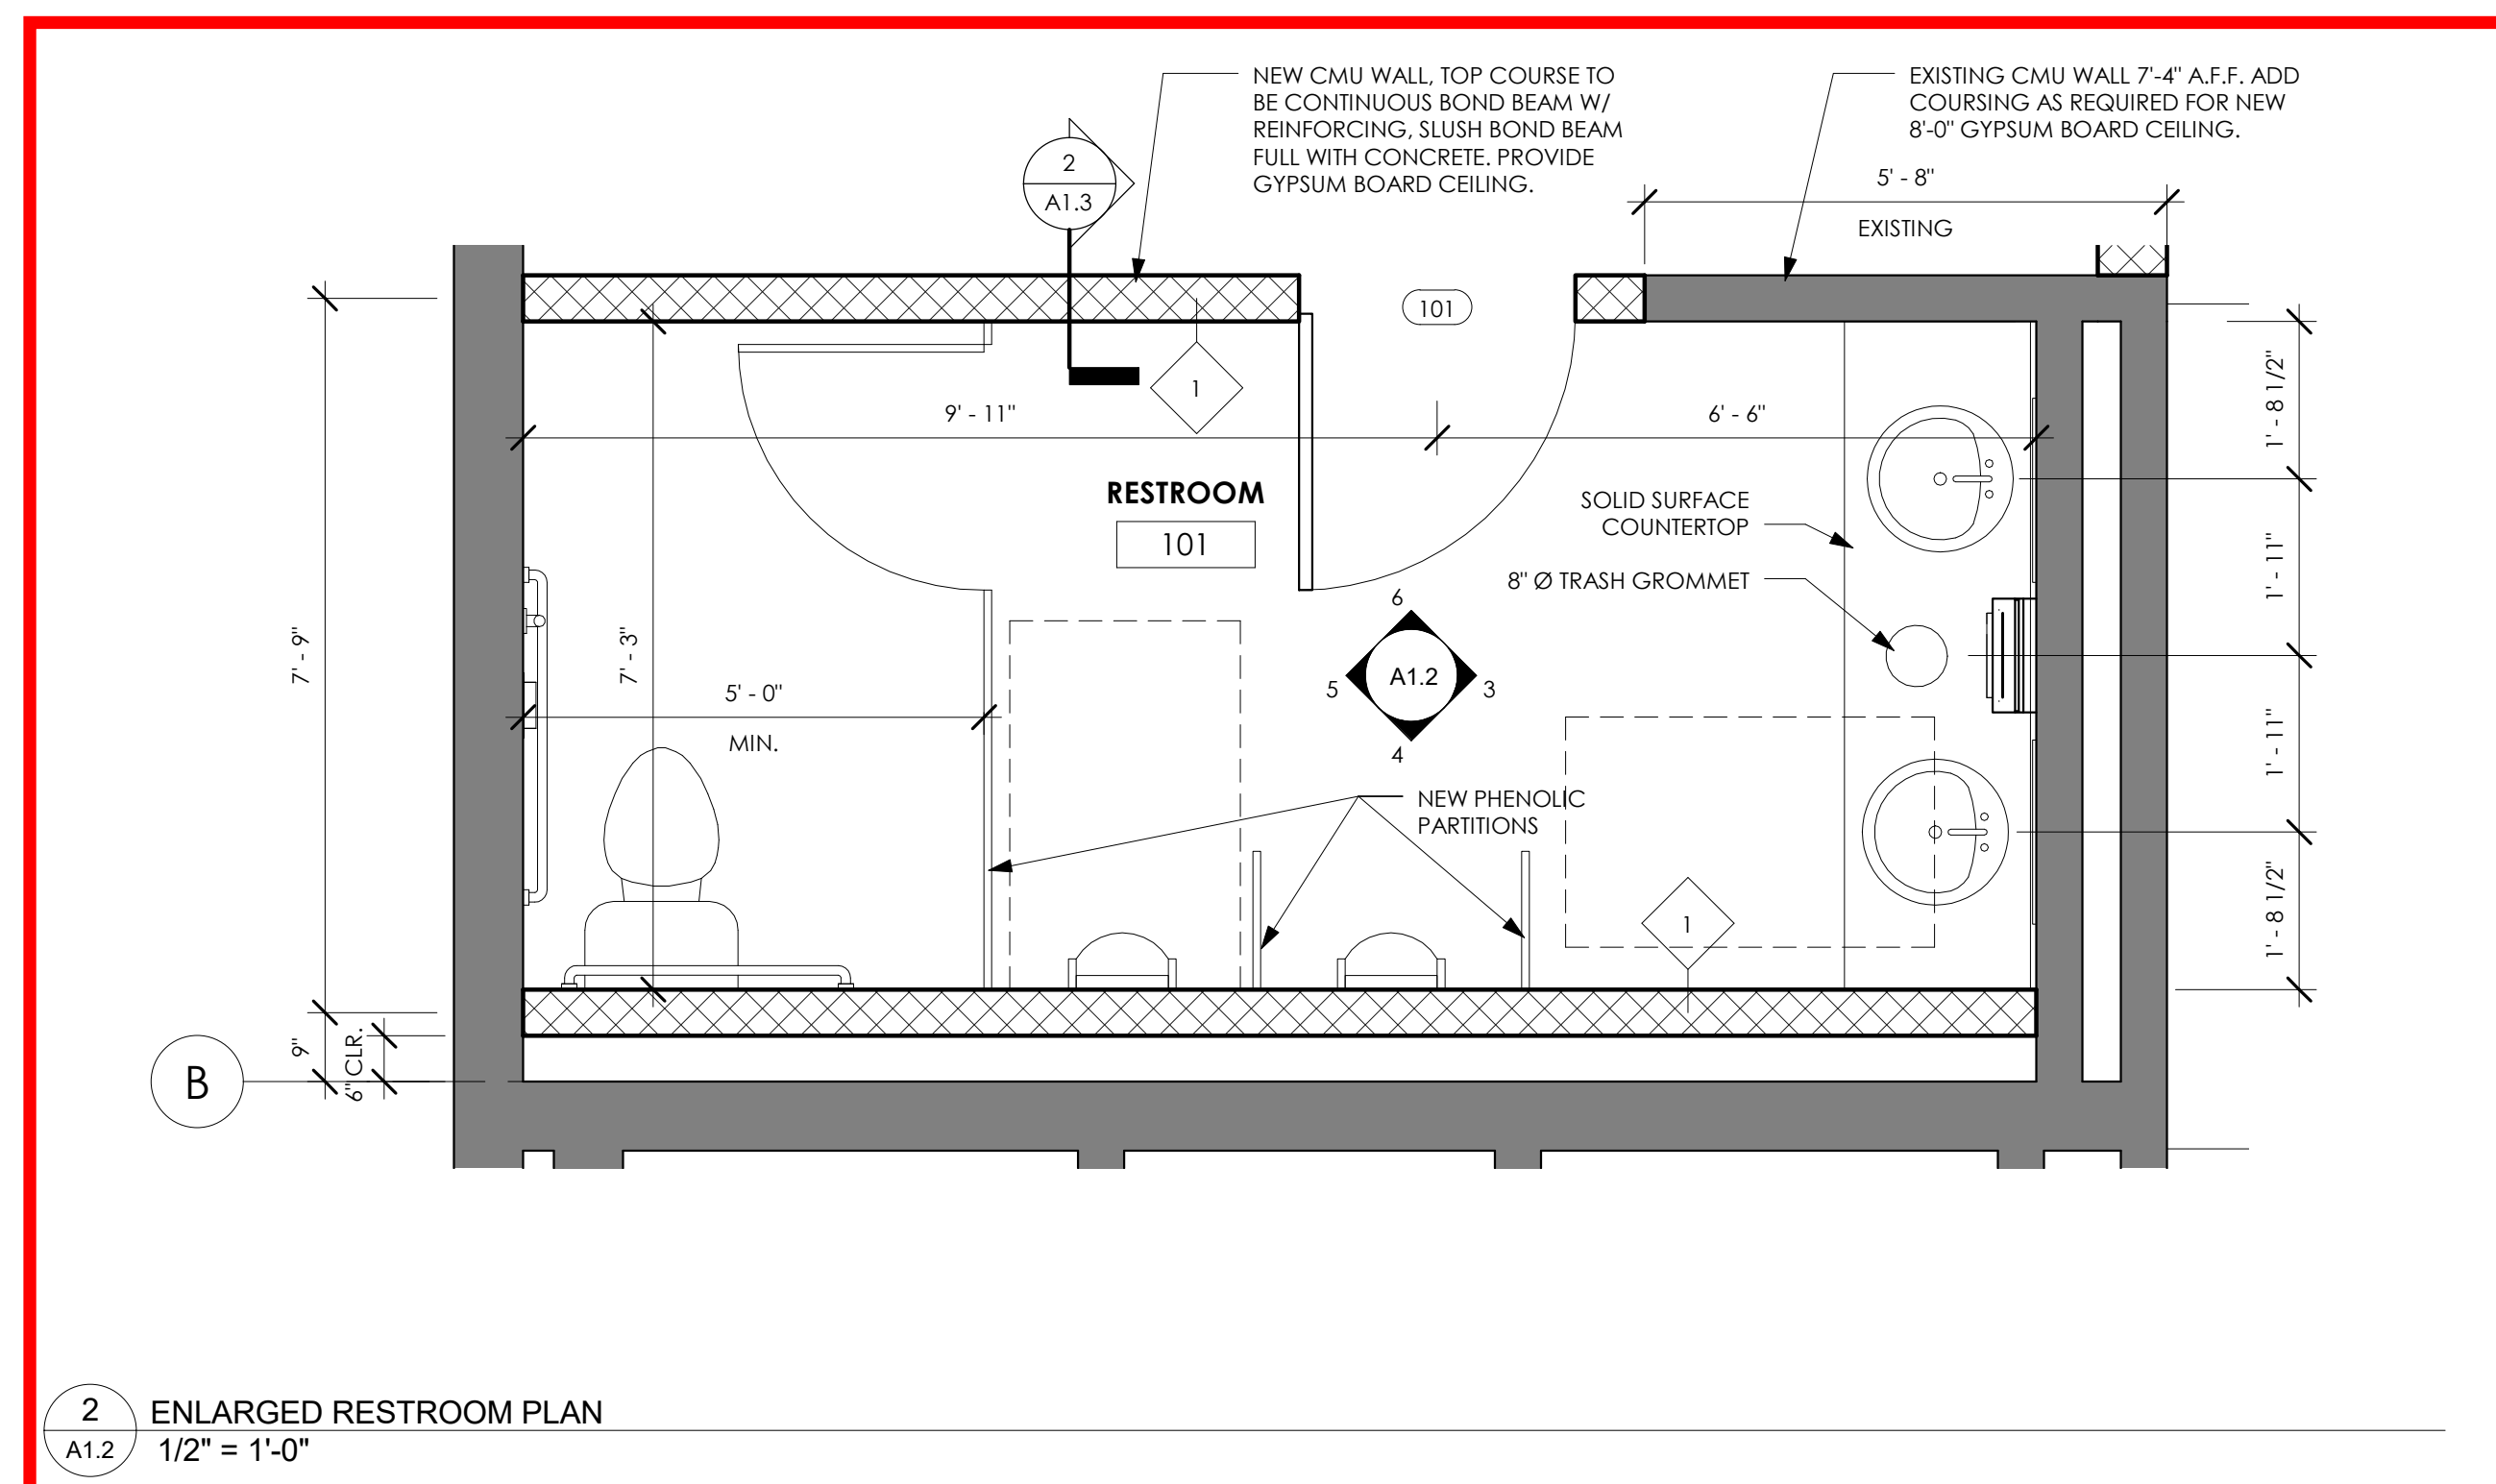 NEW CMU WALL, TOP COURSE TO
BE CONTINUOUS BOND BEAM W/
REINFORCING, SLUSH BOND BEAM
FULL WITH CONCRETE. PROVIDE
GYPSUM BOARD CEILING.
EXISTING CMU WALL 7'-4" A.F.F. ADD
COURSING AS REQUIRED FOR NEW
8'-0" GYPSUM BOARD CEILING.
2
A1.3
5' - 8"
EXISTING
101
1
9' - 11"
6' - 6"
1' - 8 1/2"
RESTROOM
101
SOLID SURFACE
COUNTERTOP
8" Ø TRASH GROMMET
1' - 11"
7' - 9"
7' - 3"
5' - 0"
MIN.
6
5
A1.2
3
4
1' - 11"
NEW PHENOLIC
PARTITIONS
1
1' - 8 1/2"
9"
6" CLR.
B
2
A1.2
ENLARGED RESTROOM PLAN
1/2" = 1'-0"